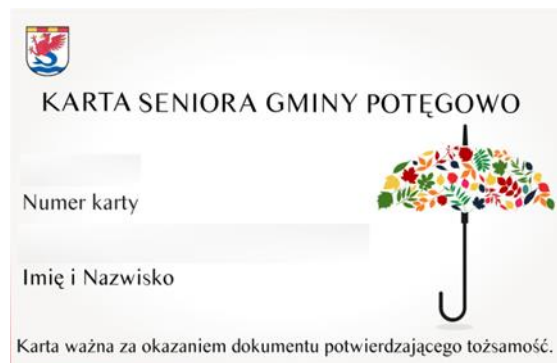 KARTA SENIORA GMINY POTĘGOWO
Numer karty
Imię i Nazwisko
Karta ważna za okazaniem dokumentu potwierdzającego tożsamość.